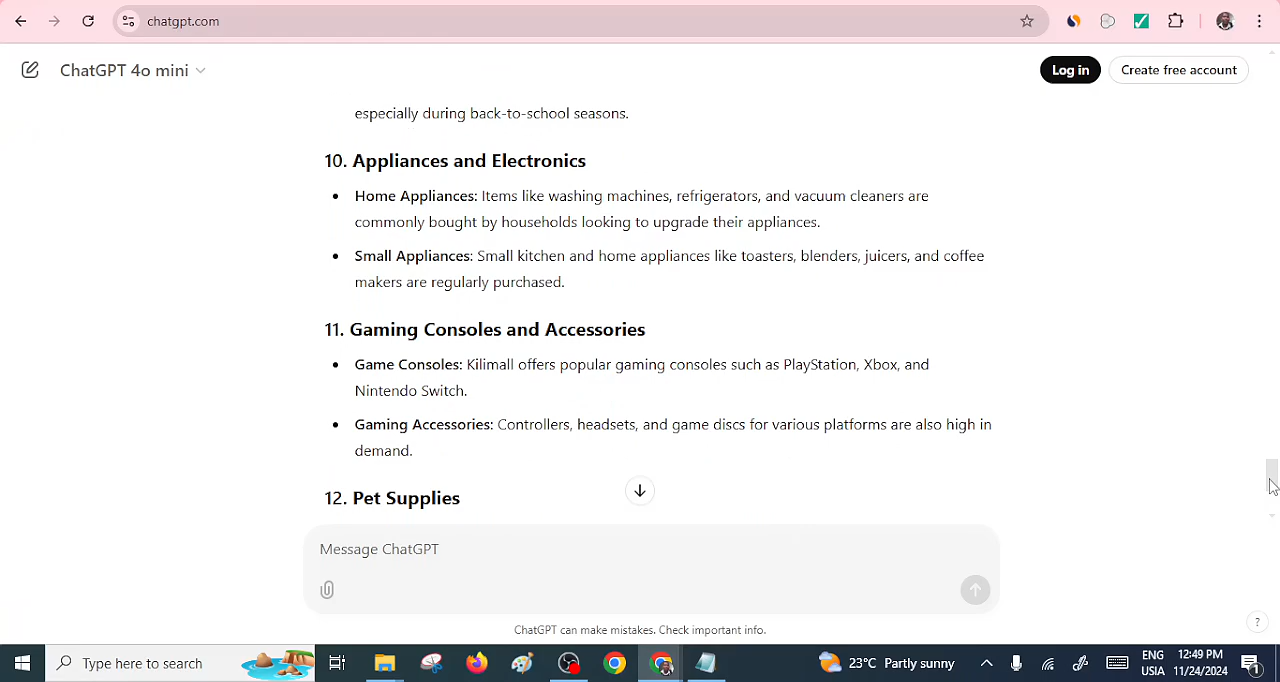 chatgpt.com
ChatGPT 4o mini
Log in
Create free account
especially during back-to-school seasons.
10. Appliances and Electronics
• Home Appliances: Items like washing machines, refrigerators, and vacuum cleaners are
commonly bought by households looking to upgrade their appliances.
• Small Appliances: Small kitchen and home appliances like toasters, blenders, juicers, and coffee
makers are regularly purchased.
11. Gaming Consoles and Accessories
• Game Consoles: Kilimall offers popular gaming consoles such as PlayStation, Xbox, and
Nintendo Switch.
• Gaming Accessories: Controllers, headsets, and game discs for various platforms are also high in
demand.
12. Pet Supplies
Message ChatGPT
ChatGPT can make mistakes. Check important info.
?
Type here to search
23°C Partly sunny
ENG
USIA
12:49 PM
11/24/2024
1